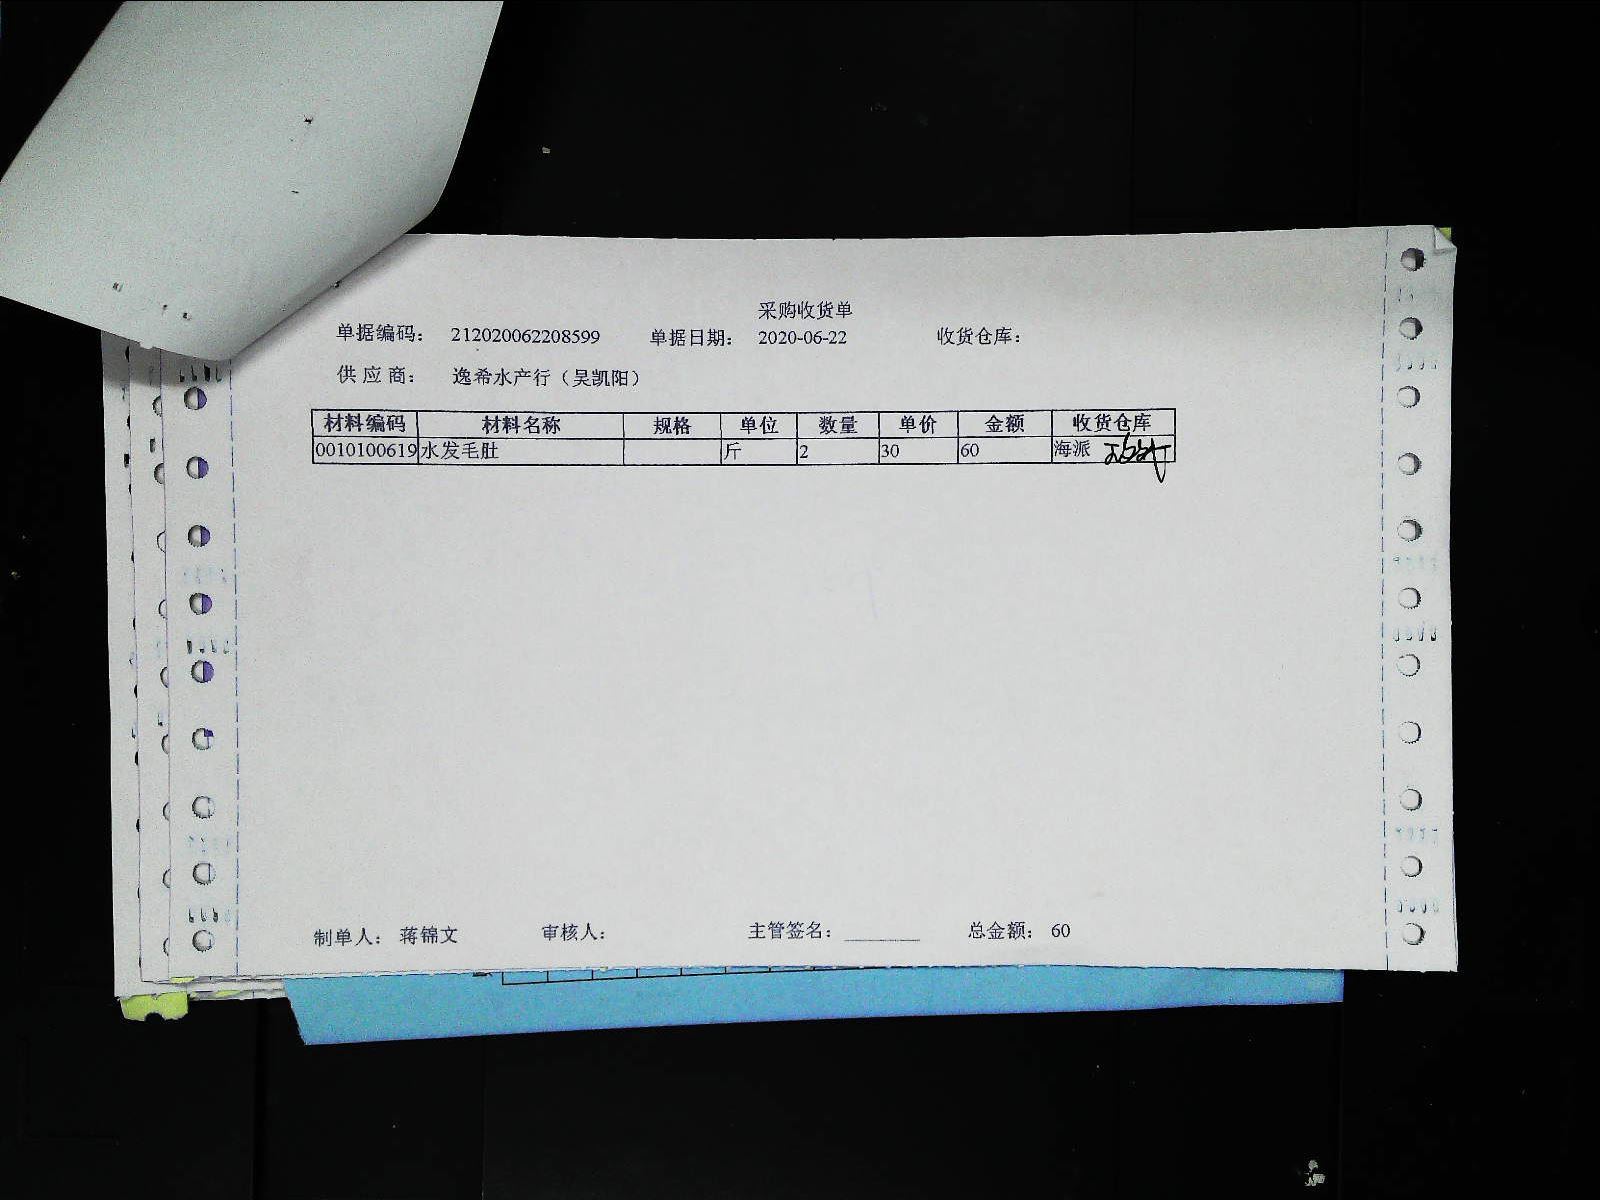 采购收货单
单据编码： 212020062208599 单据日期： 2020-06-22 收货仓库：
供应商： 逸希水产行（吴凯阳）
材料编码 材料名称 规格 单位 数量 单价 金额 收货仓库
0010100619 水发毛肚 斤 2 30 60 海派
制单人： 蒋锦文 审核人： 主管签名：________ 总金额： 60